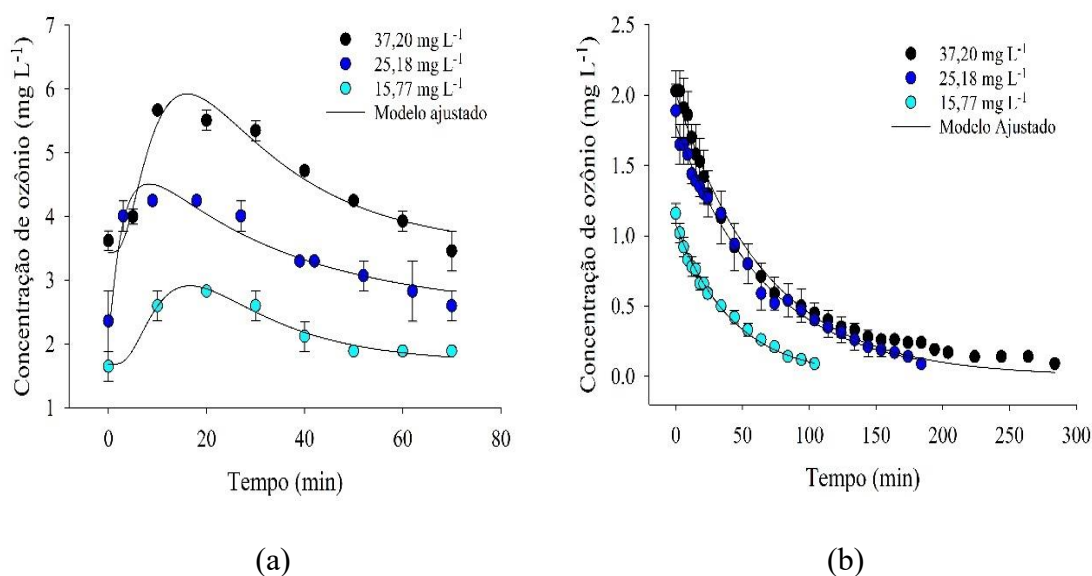 Concentração de ozônio (mg L⁻¹)
7
6
5
4
3
2
1
37,20 mg L⁻¹
25,18 mg L⁻¹
15,77 mg L⁻¹
Modelo ajustado
0 20 40 60 80
Tempo (min)
(a)
Concentração de ozônio (mg L⁻¹)
2.5
2.0
1.5
1.0
0.5
0.0
37,20 mg L⁻¹
25,18 mg L⁻¹
15,77 mg L⁻¹
Modelo Ajustado
0 50 100 150 200 250 300
Tempo (min)
(b)